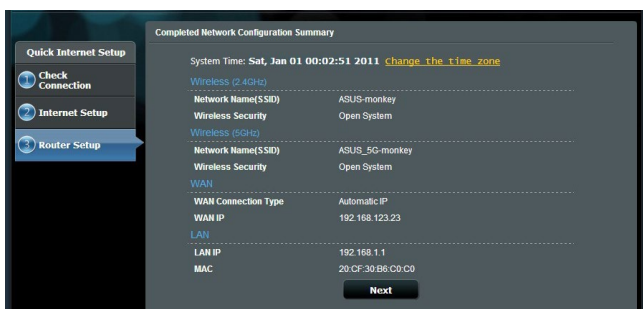 Completed Network Configuration Summary
Quick Internet Setup
1 Check Connection
2 Internet Setup
3 Router Setup
System Time: Sat, Jan 01 00:02:51 2011 Change the time zone
Wireless (2.4GHz)
Network Name(SSID) ASUS-monkey
Wireless Security Open System
Wireless (5GHz)
Network Name(SSID) ASUS_5G-monkey
Wireless Security Open System
WAN
WAN Connection Type Automatic IP
WAN IP 192.168.123.23
LAN
LAN IP 192.168.1.1
MAC 20:CF:30:B6:C0:C0
Next